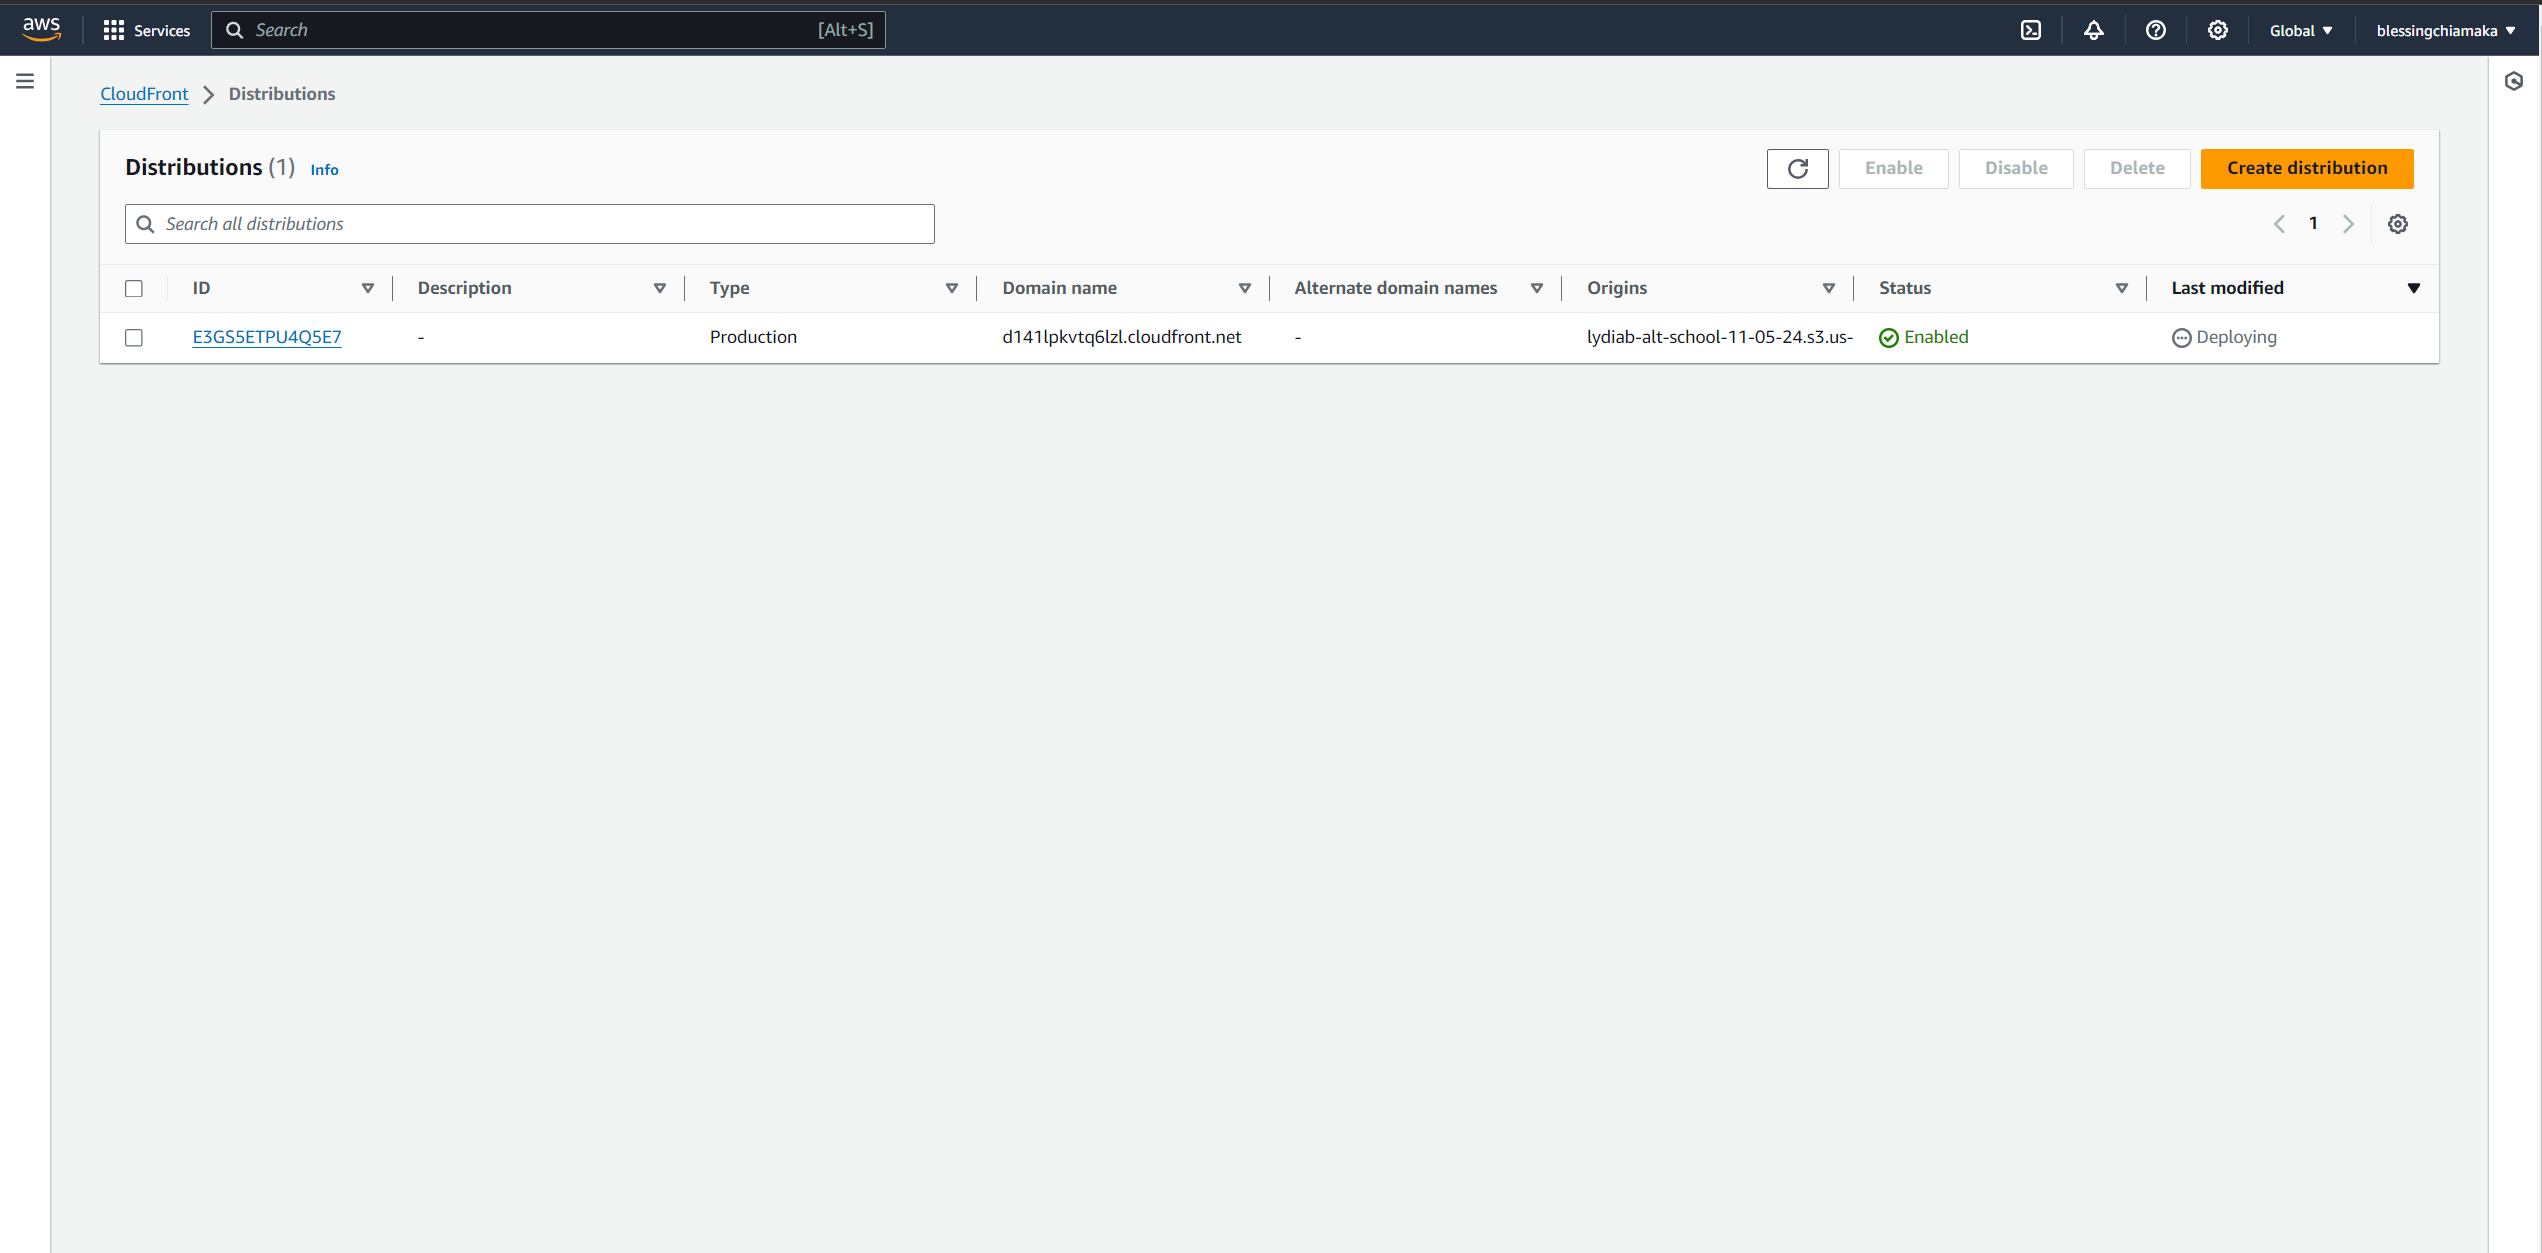 aws Services Search [Alt+S] Global blessingchiamaka
CloudFront Distributions
Distributions (1) Info Enable Disable Delete Create distribution
Search all distributions 1
ID Description Type Domain name Alternate domain names Origins Status Last modified
E3GS5ETPU4Q5E7 - Production d141lpkvtq6lzl.cloudfront.net - lydiab-alt-school-11-05-24.s3.us- Enabled Deploying